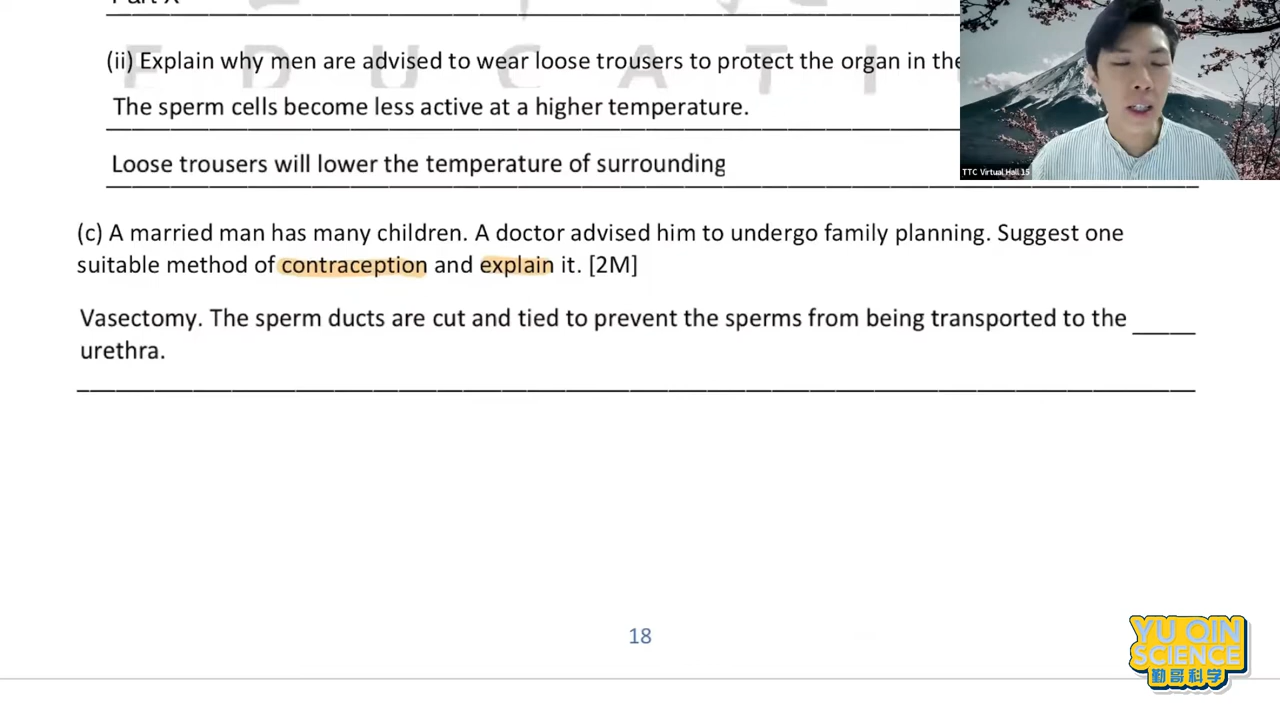 Part X
E D U C A T I
(ii) Explain why men are advised to wear loose trousers to protect the organ in the
The sperm cells become less active at a higher temperature.
TTC Virtual Hall 15
Loose trousers will lower the temperature of surrounding
(c) A married man has many children. A doctor advised him to undergo family planning. Suggest one
suitable method of contraception and explain it. [2M]
Vasectomy. The sperm ducts are cut and tied to prevent the sperms from being transported to the
urethra.
18
YU QIN
SCIENCE
勤哥科学